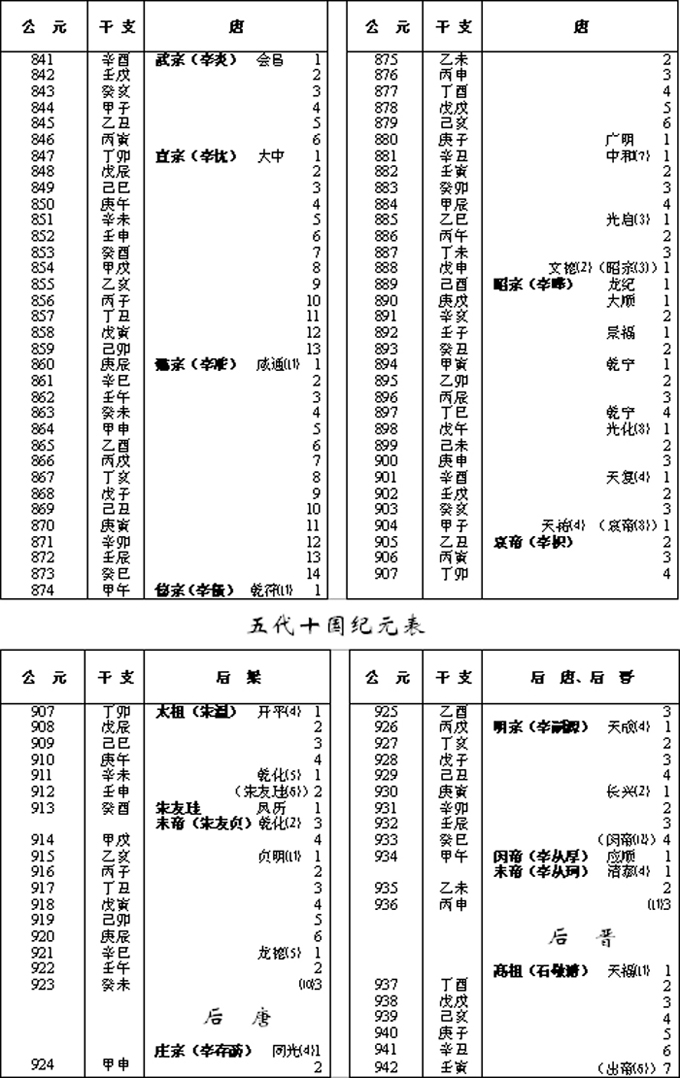 公 元 干 支 唐
841 辛酉 武宗（李炎） 会昌 1
842 壬戌 2
843 癸亥 3
844 甲子 4
845 乙丑 5
846 丙寅 6
847 丁卯 宣宗（李忱） 大中 1
848 戊辰 2
849 己巳 3
850 庚午 4
851 辛未 5
852 壬申 6
853 癸酉 7
854 甲戌 8
855 乙亥 9
856 丙子 10
857 丁丑 11
858 戊寅 12
859 己卯 13
860 庚辰 懿宗（李漼） 咸通(11) 1
861 辛巳 2
862 壬午 3
863 癸未 4
864 甲申 5
865 乙酉 6
866 丙戌 7
867 丁亥 8
868 戊子 9
869 己丑 10
870 庚寅 11
871 辛卯 12
872 壬辰 13
873 癸巳 14
874 甲午 僖宗（李儇） 乾符(11) 1
公 元 干 支 唐
875 乙未 2
876 丙申 3
877 丁酉 4
878 戊戌 5
879 己亥 6
880 庚子 广明 1
881 辛丑 中和(7) 1
882 壬寅 2
883 癸卯 3
884 甲辰 4
885 乙巳 光启(3) 1
886 丙午 2
887 丁未 3
888 戊申 文德(2)（昭宗(3)）1
889 己酉 昭宗（李晔） 龙纪 1
890 庚戌 大顺 1
891 辛亥 2
892 壬子 景福 1
893 癸丑 2
894 甲寅 乾宁 1
895 乙卯 2
896 丙辰 3
897 丁巳 乾宁 4
898 戊午 光化(8) 1
899 己未 2
900 庚申 3
901 辛酉 天复(4) 1
902 壬戌 2
903 癸亥 3
904 甲子 天祐(4)（哀帝(8)）1
905 乙丑 哀帝（李柷） 2
906 丙寅 3
907 丁卯 4
五代十国纪元表
公 元 干 支 后 梁
907 丁卯 太祖（朱温） 开平(4) 1
908 戊辰 2
909 己巳 3
910 庚午 4
911 辛未 乾化(5) 1
912 壬申 （朱友珪(6)）2
913 癸酉 朱友珪 凤历 1
末帝（朱友贞）乾化(2) 3
914 甲戌 4
915 乙亥 贞明(11) 1
916 丙子 2
917 丁丑 3
918 戊寅 4
919 己卯 5
920 庚辰 6
921 辛巳 龙德(5) 1
922 壬午 2
923 癸未 (10)3
后 唐
庄宗（李存勖） 同光(4)1
924 甲申 2
公 元 干 支 后 唐、后 晋
925 乙酉 3
926 丙戌 明宗（李嗣源） 天成(4) 1
927 丁亥 2
928 戊子 3
929 己丑 4
930 庚寅 长兴(2) 1
931 辛卯 2
932 壬辰 3
933 癸巳 （闵帝(12)）4
934 甲午 闵帝（李从厚） 应顺 1
末帝（李从珂） 清泰(4) 1
935 乙未 2
936 丙申 (11)3
后 晋
高祖（石敬瑭） 天福(11) 1
937 丁酉 2
938 戊戌 3
939 己亥 4
940 庚子 5
941 辛丑 6
942 壬寅 （出帝(6)）7